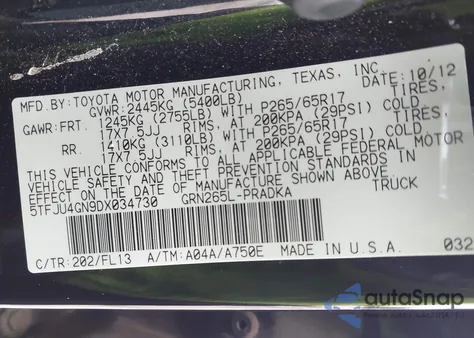 MFD.BY:TOYOTA MOTOR MANUFACTURING, TEXAS, INC.
GVWR:2445KG (5400LB) DATE: 10/12
GAWR:FRT. 1245KG (2755LB) WITH P265/65R17
17X7.5JJ RIMS, AT 200KPA (29PSI) COLD
RR. 1410KG (3110LB) WITH P265/65R17
17X7.5JJ RIMS, AT 200KPA (29PSI) COLD
THIS VEHICLE CONFORMS TO ALL APPLICABLE FEDERAL MOTOR
VEHICLE SAFETY AND THEFT PREVENTION STANDARDS IN
EFFECT ON THE DATE OF MANUFACTURE SHOWN ABOVE.
5TFJU4GN9DX034730 GRN265L-PRADKA TRUCK
C/TR:202/FL13 A/TM:A04A/A750E MADE IN U.S.A. 032
autoSnap